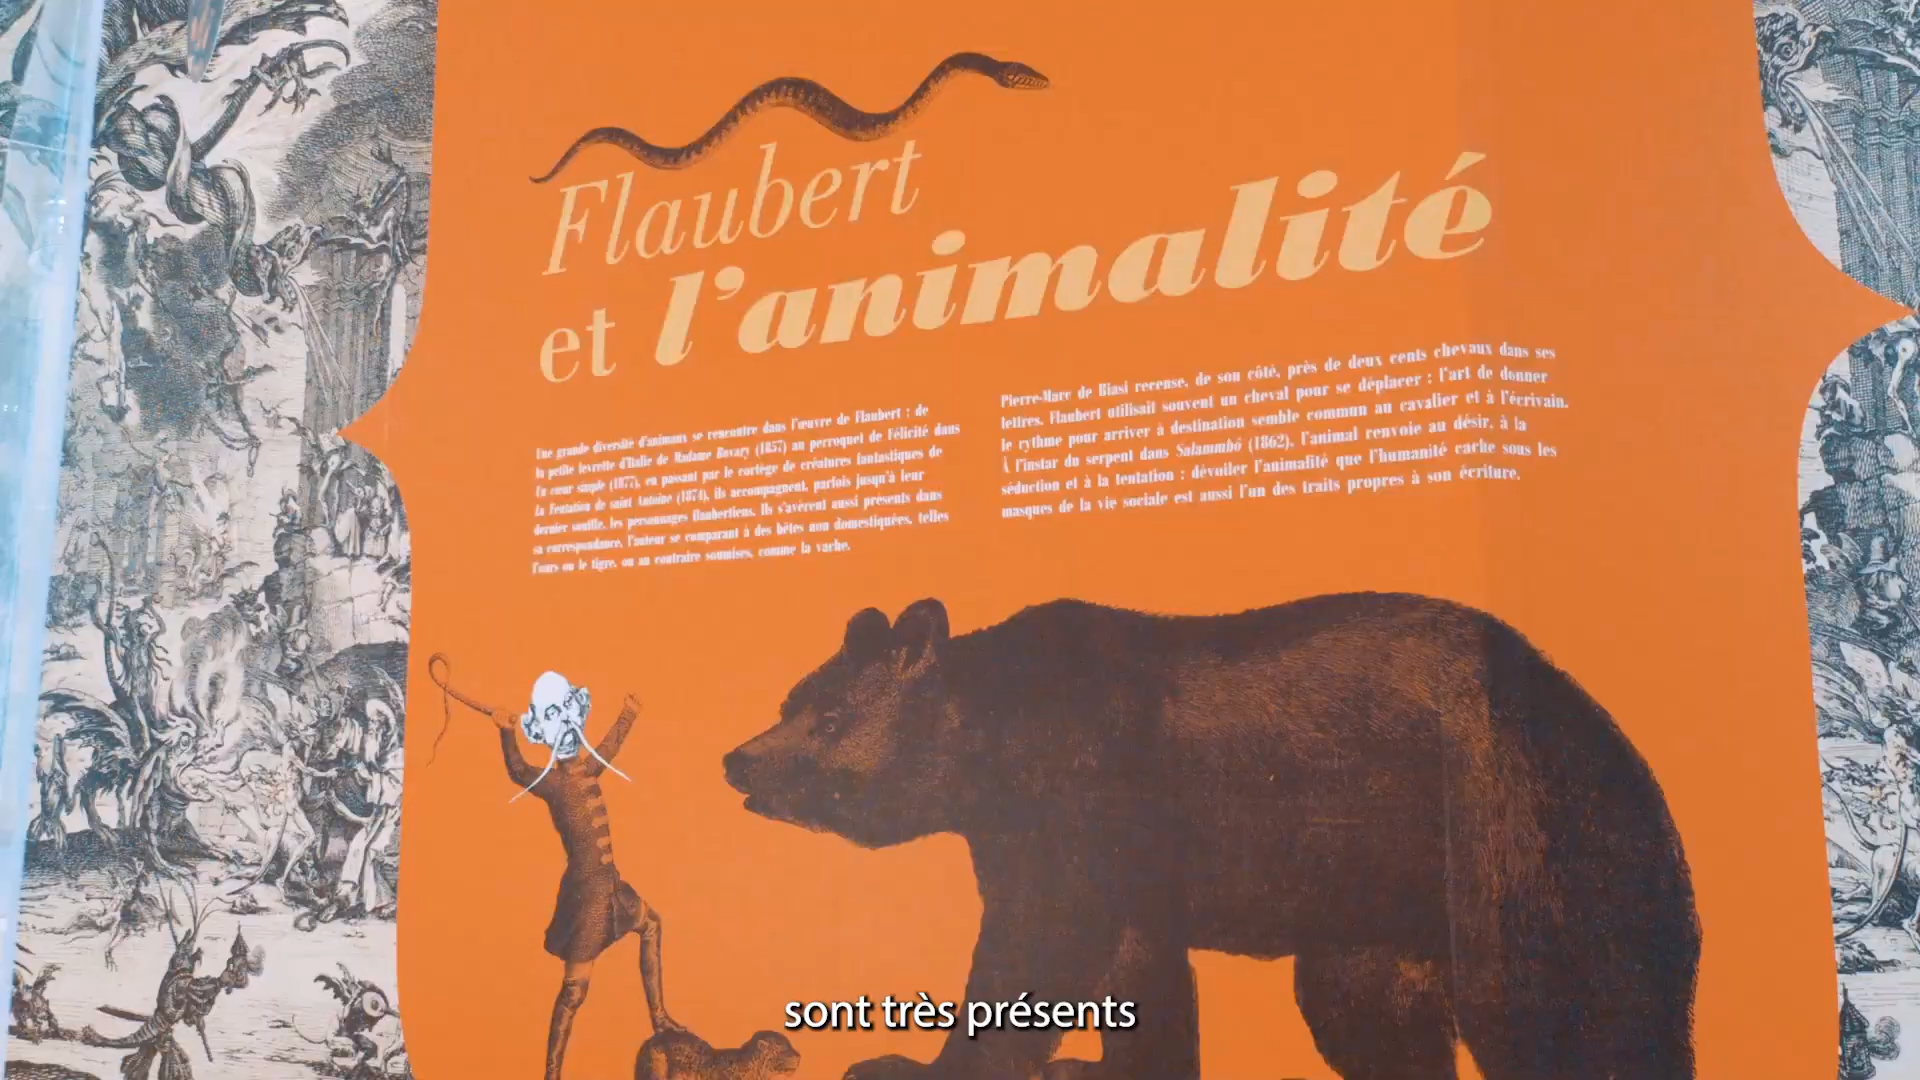 Flaubert
et l'animalité
Une grande diversité d'animaux se rencontre dans l'œuvre de Flaubert : de
la petite levrette d'Italie de Madame Bovary (1857) au perroquet de Félicité dans
Un cœur simple (1877), en passant par le cortège de créatures fantastiques de
La Tentation de saint Antoine (1874), ils accompagnent, parfois jusqu'à leur
dernier souffle, les personnages flaubertiens. Ils s'avèrent aussi présents dans
sa correspondance, l'auteur se comparant à des bêtes non domestiquées, telles
l'ours ou le tigre, ou au contraire soumises, comme la vache.
Pierre-Marc de Biasi recense, de son côté, près de deux cents chevaux dans ses
lettres. Flaubert utilisait souvent un cheval pour se déplacer : l'art de donner
le rythme pour arriver à destination semble commun au cavalier et à l'écrivain.
À l'instar du serpent dans Salammbô (1862), l'animal renvoie au désir, à la
séduction et à la tentation : dévoiler l'animalité que l'humanité cache sous les
masques de la vie sociale est aussi l'un des traits propres à son écriture.
sont très présents